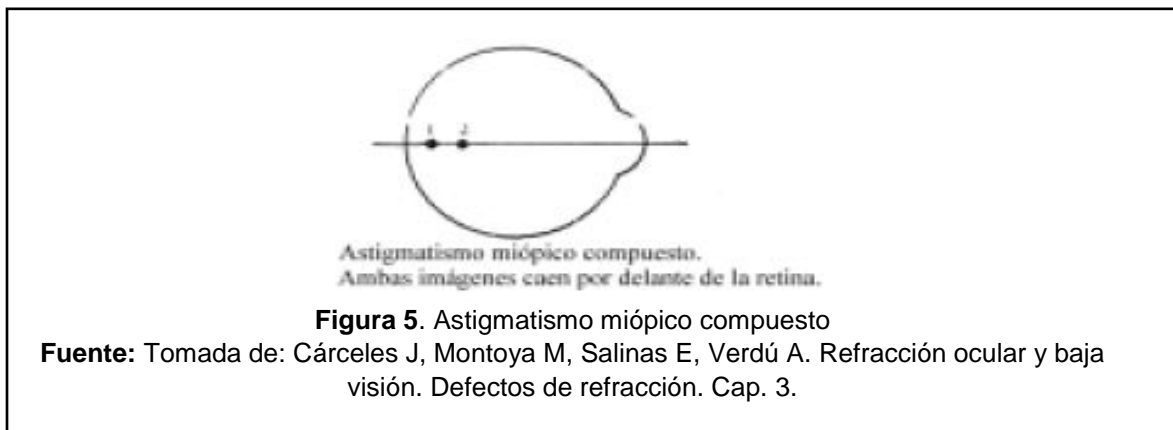 1 2
Astigmatismo miópico compuesto.
Ambas imágenes caen por delante de la retina.
Figura 5. Astigmatismo miópico compuesto
Fuente: Tomada de: Cárceles J, Montoya M, Salinas E, Verdú A. Refracción ocular y baja
visión. Defectos de refracción. Cap. 3.